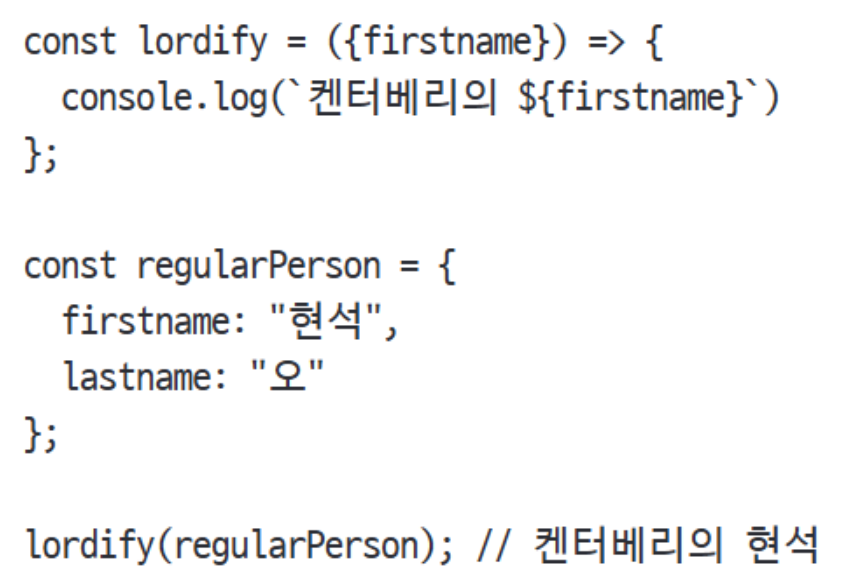 const lordify = ({firstname}) => {
  console.log(`켄터베리의 ${firstname}`)
};

const regularPerson = {
  firstname: "현석",
  lastname: "오"
};

lordify(regularPerson); // 켄터베리의 현석